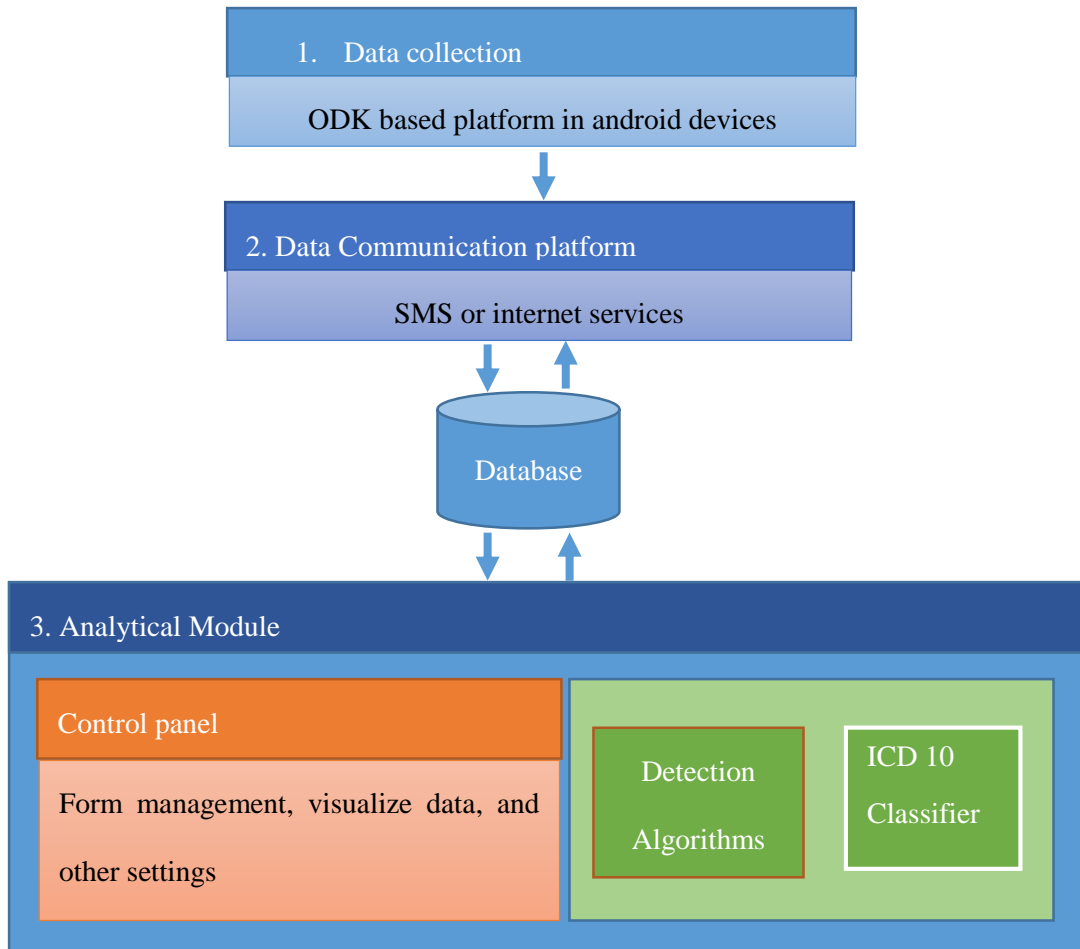 1. Data collection
ODK based platform in android devices
2. Data Communication platform
SMS or internet services
Database
3. Analytical Module
Control panel
Form management, visualize data, and
other settings
Detection
Algorithms
ICD 10
Classifier